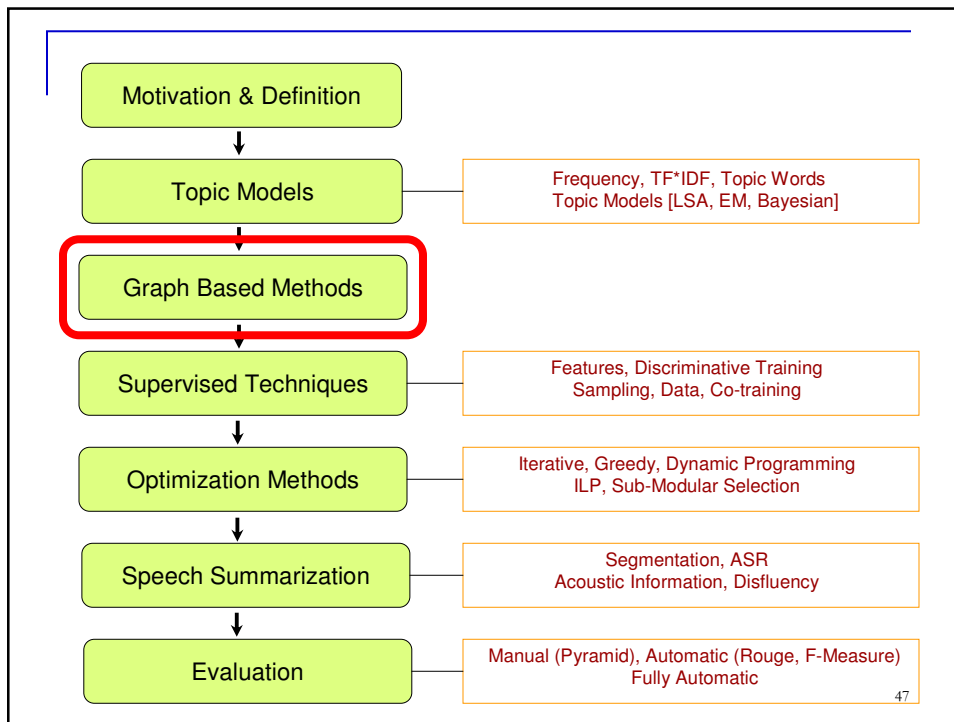 Motivation & Definition
Topic Models
Frequency, TF*IDF, Topic Words
Topic Models [LSA, EM, Bayesian]
Graph Based Methods
Supervised Techniques
Features, Discriminative Training
Sampling, Data, Co-training
Optimization Methods
Iterative, Greedy, Dynamic Programming
ILP, Sub-Modular Selection
Speech Summarization
Segmentation, ASR
Acoustic Information, Disfluency
Evaluation
Manual (Pyramid), Automatic (Rouge, F-Measure)
Fully Automatic
47